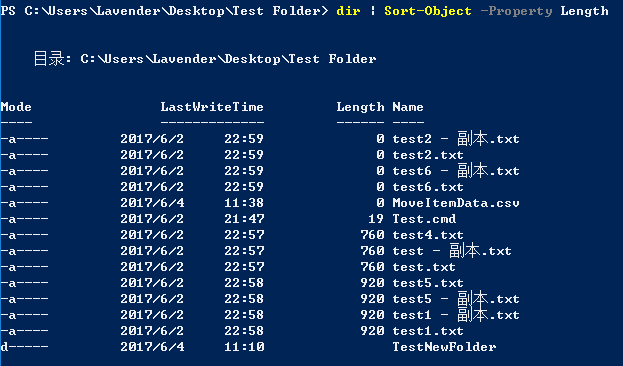 PS C:\Users\Lavender\Desktop\Test Folder> dir | Sort-Object -Property Length
目录: C:\Users\Lavender\Desktop\Test Folder
Mode LastWriteTime Length Name
---- ------------- ------ ----
-a---- 2017/6/2 22:59 0 test2 - 副本.txt
-a---- 2017/6/2 22:59 0 test2.txt
-a---- 2017/6/2 22:59 0 test6 - 副本.txt
-a---- 2017/6/2 22:59 0 test6.txt
-a---- 2017/6/4 11:38 0 MoveItemData.csv
-a---- 2017/6/2 21:47 19 Test.cmd
-a---- 2017/6/2 22:57 760 test4.txt
-a---- 2017/6/2 22:57 760 test - 副本.txt
-a---- 2017/6/2 22:57 760 test.txt
-a---- 2017/6/2 22:58 920 test5.txt
-a---- 2017/6/2 22:58 920 test5 - 副本.txt
-a---- 2017/6/2 22:58 920 test1 - 副本.txt
-a---- 2017/6/2 22:58 920 test1.txt
d----- 2017/6/4 11:10 TestNewFolder